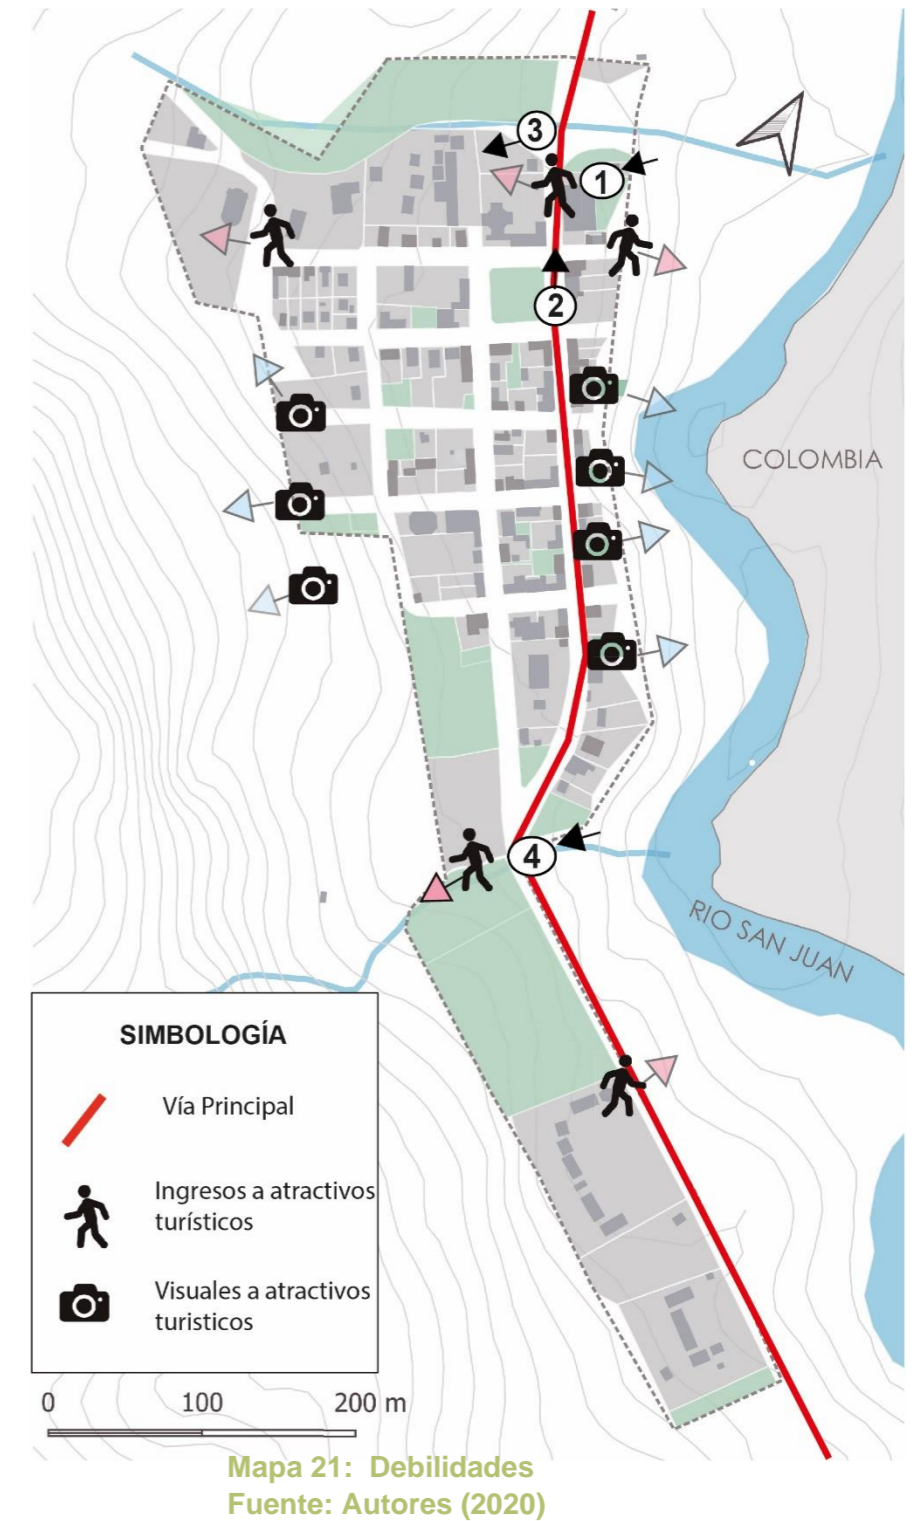 3
1
2
COLOMBIA
4
RIO SAN JUAN
SIMBOLOGÍA
Vía Principal
Ingresos a atractivos
turísticos
Visuales a atractivos
turisticos
0 100 200 m
Mapa 21: Debilidades
Fuente: Autores (2020)